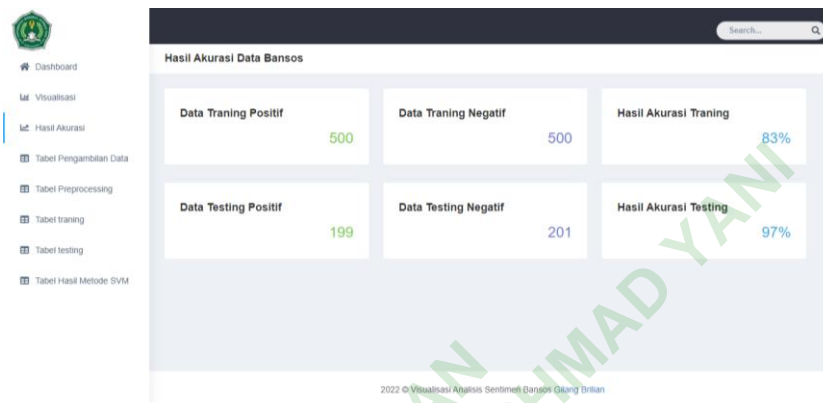 Search...
Dashboard
Visualisasi
Hasil Akurasi
Tabel Pengambilan Data
Tabel Preprocessing
Tabel traning
Tabel testing
Tabel Hasil Metode SVM
Hasil Akurasi Data Bansos
Data Traning Positif
500
Data Traning Negatif
500
Hasil Akurasi Traning
83%
Data Testing Positif
199
Data Testing Negatif
201
Hasil Akurasi Testing
97%
2022 © Visualisasi Analisis Sentimen Bansos Gilang Brilian
HMAD YANI